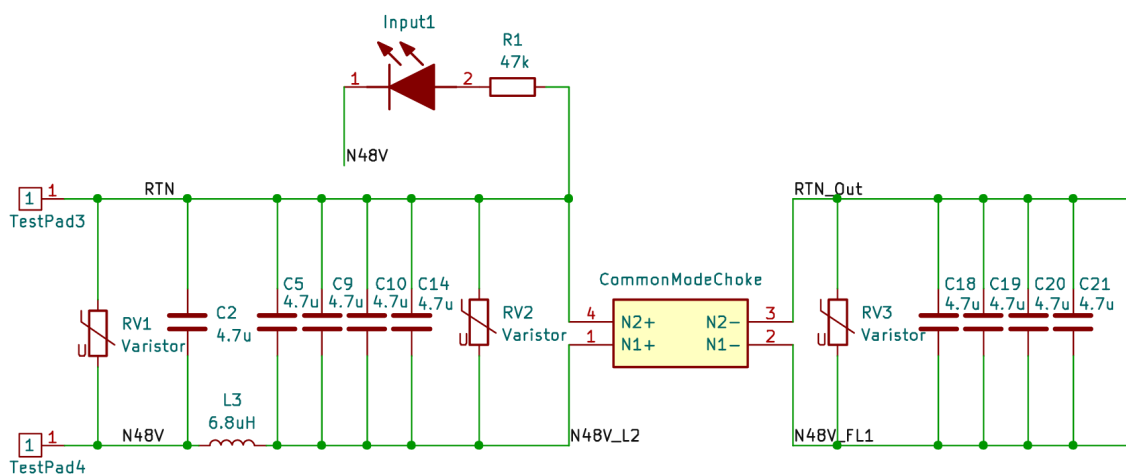 Input1
R1
47k
1
2
N48V
1
1
RTN
TestPad3
RTN_Out
C5
4.7u
C9
4.7u
C10
4.7u
C14
4.7u
CommonModeChoke
C18
4.7u
C19
4.7u
C20
4.7u
C21
4.7u
RV1
Varistor
U
C2
4.7u
RV2
Varistor
U
4
N2+
N2-
3
1
N1+
N1-
2
RV3
Varistor
U
L3
6.8uH
1
1
N48V
TestPad4
N48V_L2
N48V_FL1